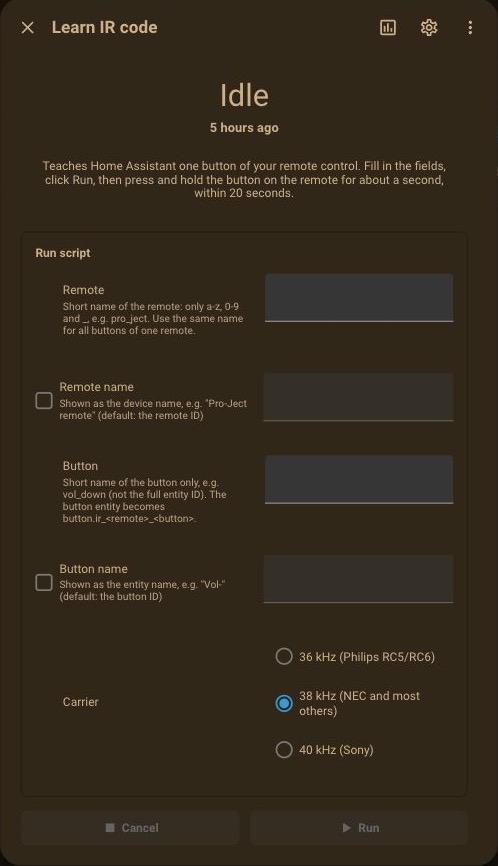 Learn IR code
Idle
5 hours ago
Teaches Home Assistant one button of your remote control. Fill in the fields,
click Run, then press and hold the button on the remote for about a second,
within 20 seconds.
Run script
Remote
Short name of the remote: only a-z, 0-9
and _, e.g. pro_ject. Use the same name
for all buttons of one remote.
Remote name
Shown as the device name, e.g. "Pro-Ject
remote" (default: the remote ID)
Button
Short name of the button only, e.g.
vol_down (not the full entity ID). The
button entity becomes
button.ir_<remote>_<button>.
Button name
Shown as the entity name, e.g. "Vol-"
(default: the button ID)
Carrier
36 kHz (Philips RC5/RC6)
38 kHz (NEC and most
others)
40 kHz (Sony)
Cancel
Run